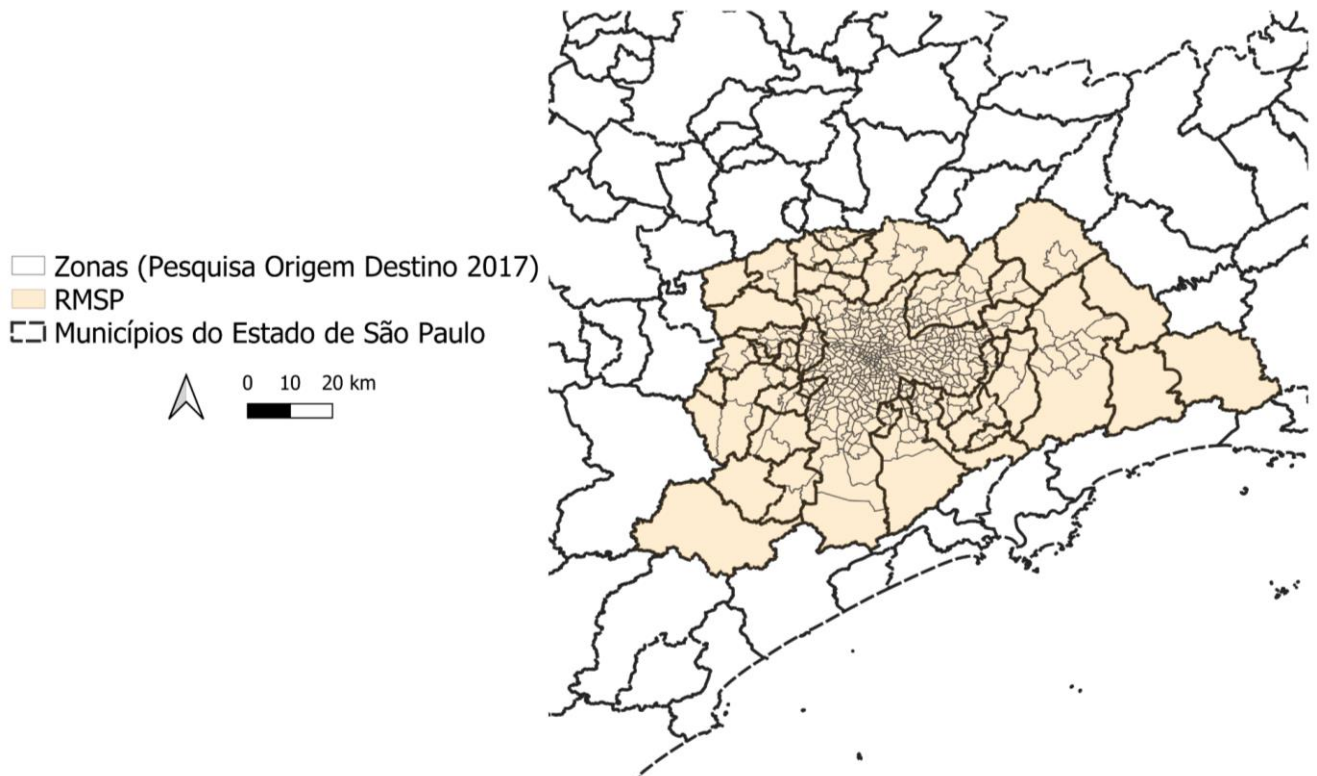 Zonas (Pesquisa Origem Destino 2017)
RMSP
Municípios do Estado de São Paulo
0 10 20 km